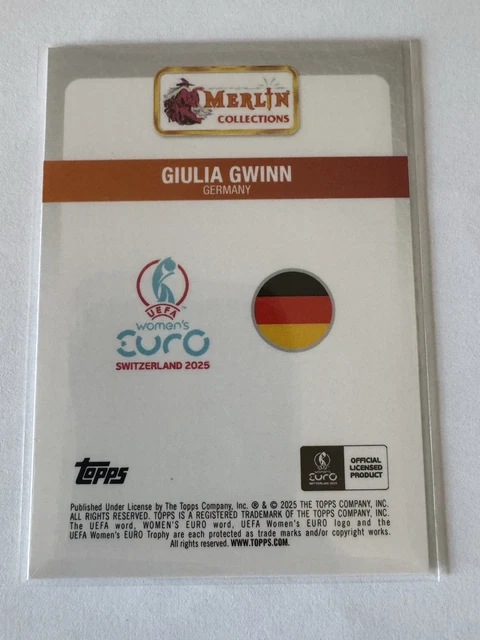 MERLIN
COLLECTIONS
GIULIA GWINN
GERMANY
UEFA
women's
EURO
SWITZERLAND 2025
topps
EURO
SWITZERLAND 2025
OFFICIAL
LICENSED
PRODUCT
Published Under License by The Topps Company, Inc. ® & © 2025 THE TOPPS COMPANY, INC.
ALL RIGHTS RESERVED. TOPPS IS A REGISTERED TRADEMARK OF THE TOPPS COMPANY, INC.
The UEFA word, WOMEN'S EURO word, UEFA Women's EURO logo and the
UEFA Women's EURO Trophy are each protected as trade marks and/or copyright works.
All rights reserved. WWW.TOPPS.COM.